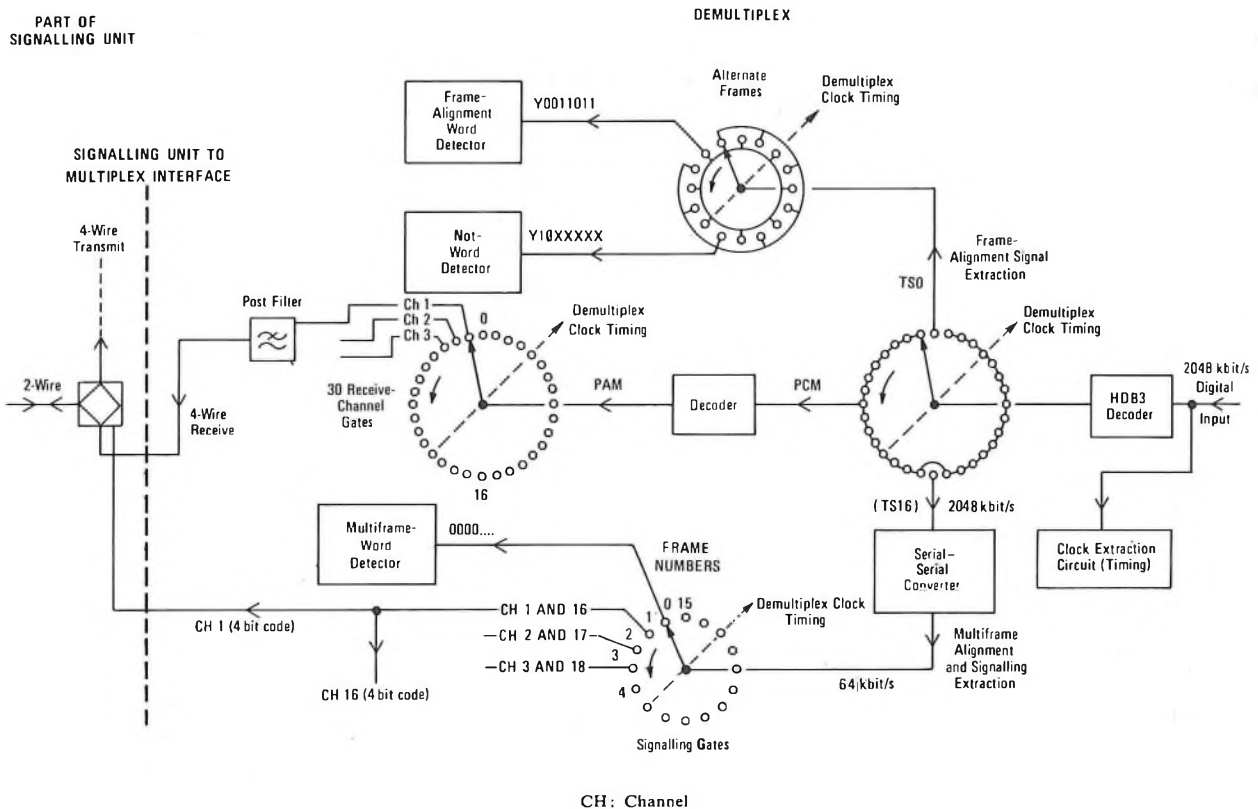 PART OF
SIGNALLING UNIT
DEMULTIPLEX
Alternate
Frames
Demultiplex
Clock Timing
Frame-
Alignment
Word
Detector
Y0011011
SIGNALLING UNIT TO
MULTIPLEX INTERFACE
4-Wire
Transmit
Not-
Word
Detector
Y10XXXXX
Frame-
Alignment Signal
Extraction
TS0
Post Filter
Ch 1
Ch 2
Ch 3
0
Demultiplex
Clock Timing
Demultiplex
Clock Timing
2-Wire
4-Wire
Receive
30 Receive-
Channel
Gates
16
PAM
Decoder
PCM
HDB3
Decoder
2048 kbit/s
Digital
Input
(TS16)
2048 kbit/s
Multiframe-
Word
Detector
0000....
FRAME
NUMBERS
Serial-
Serial
Converter
Clock Extraction
Circuit (Timing)
CH 1 AND 16
CH 2 AND 17
CH 3 AND 18
1
0
15
2
3
4
Demultiplex Clock
Timing
CH 1 (4 bit code)
CH 16 (4 bit code)
64 kbit/s
Multiframe
Alignment
and Signalling
Extraction
Signalling Gates
CH: Channel